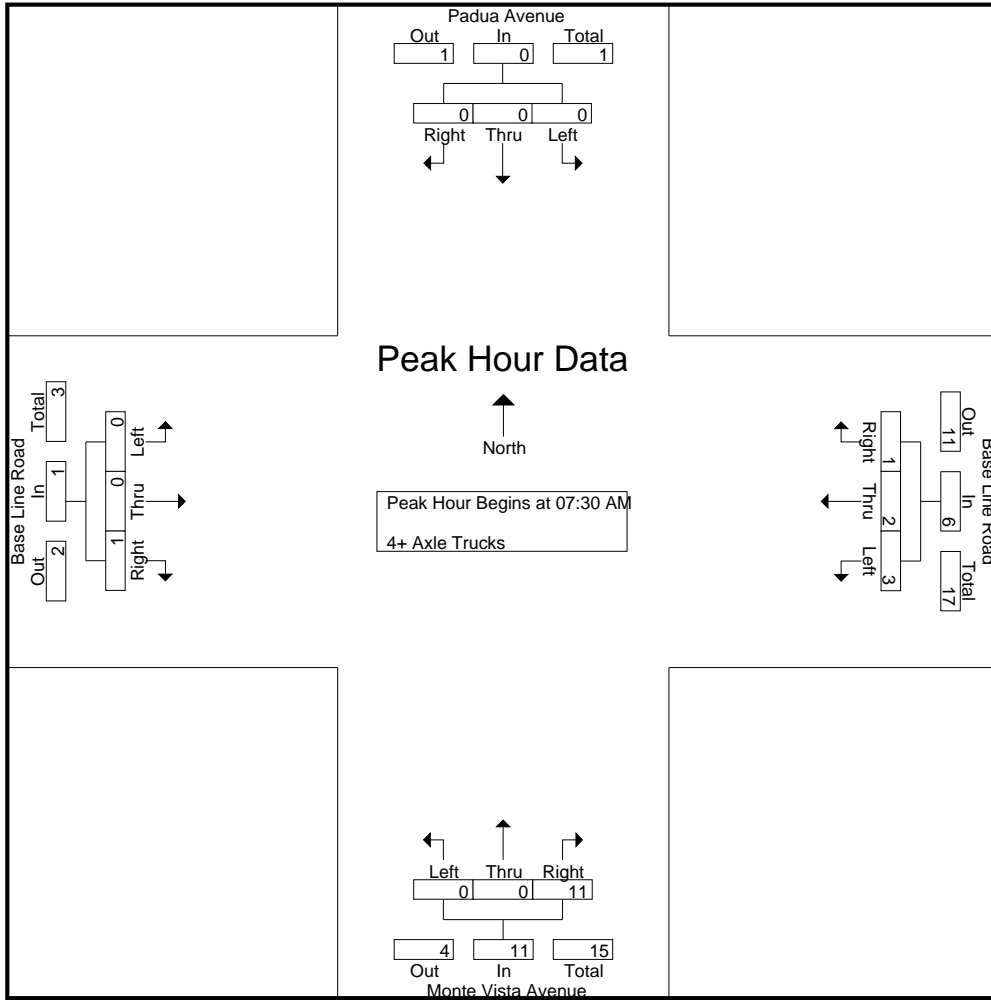 Padua Avenue
Out In Total
1 0 1
0 0 0
Right Thru Left
Peak Hour Data
North
Peak Hour Begins at 07:30 AM
4+ Axle Trucks
Base Line Road
Out In Total
2 1 3
Left Thru Right
0 0 1
Base Line Road
Out In Total
11 6 17
1 2 3
Right Thru Left
Left Thru Right
0 0 11
4 11 15
Out In Total
Monte Vista Avenue